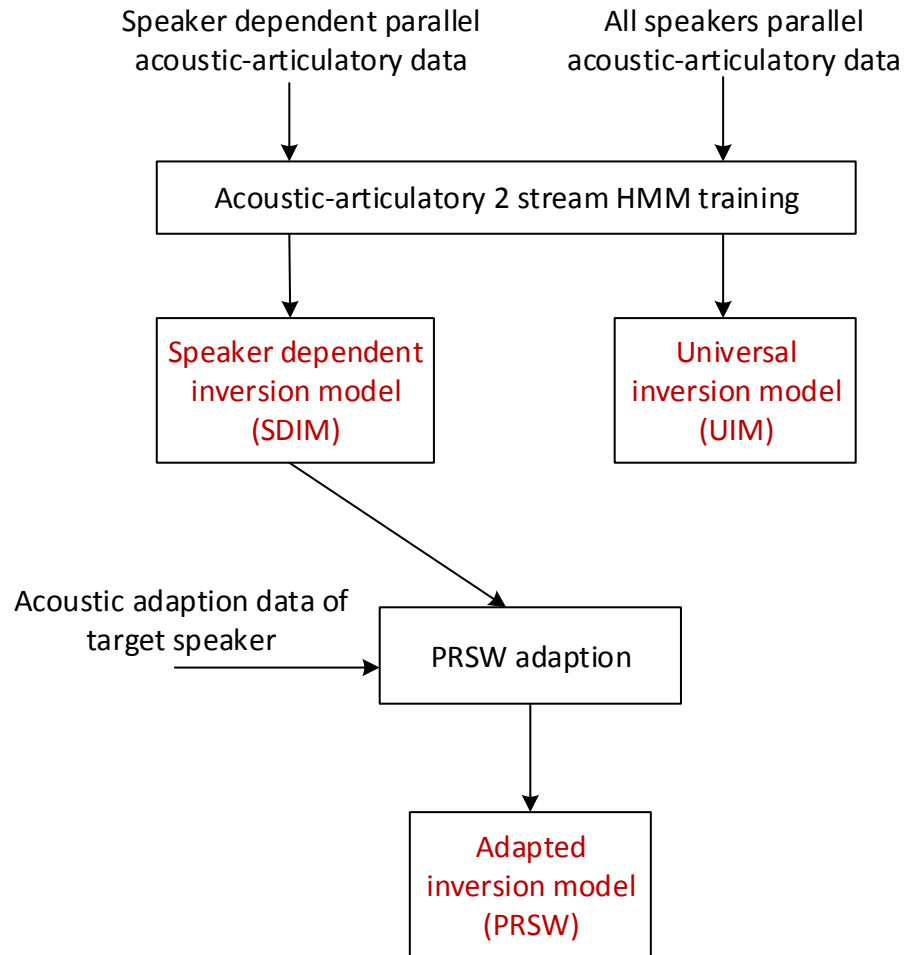 Speaker dependent parallel
acoustic-articulatory data
All speakers parallel
acoustic-articulatory data
Acoustic-articulatory 2 stream HMM training
Speaker dependent
inversion model
(SDIM)
Universal
inversion model
(UIM)
Acoustic adaption data of
target speaker
PRSW adaption
Adapted
inversion model
(PRSW)